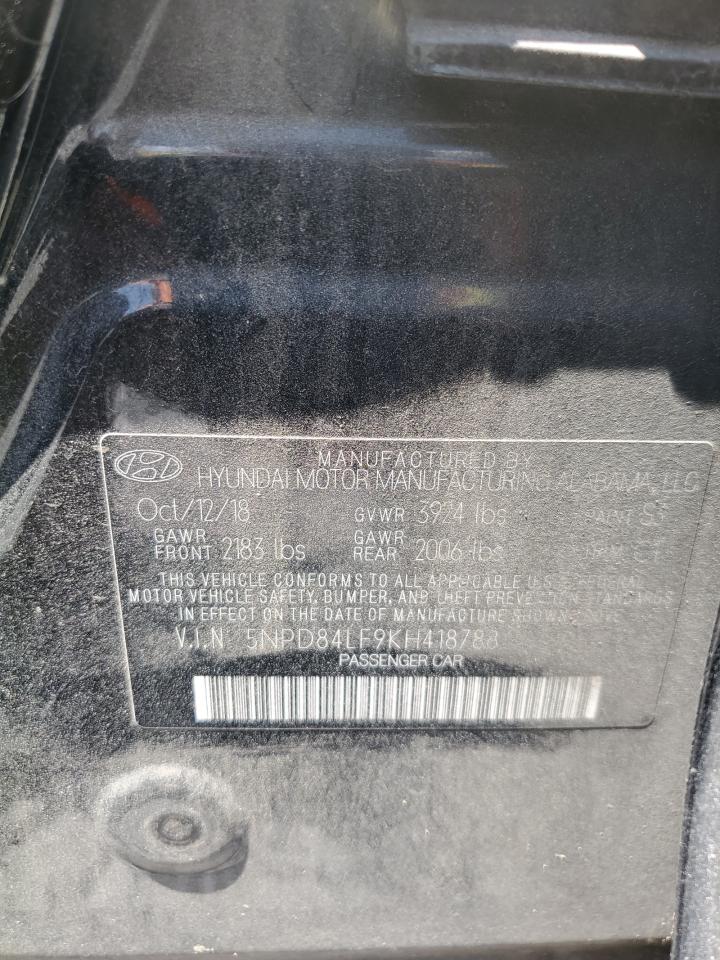 MANUFACTURED BY
HYUNDAI MOTOR MANUFACTURING ALABAMA, LLC
Oct/12/18 GVWR 3924 lbs PAINT
GAWR FRONT 2183 lbs GAWR REAR 2006 lbs
THIS VEHICLE CONFORMS TO ALL APPLICABLE U.S. FEDERAL
MOTOR VEHICLE SAFETY, BUMPER, AND THEFT PREVENTION STANDARDS
IN EFFECT ON THE DATE OF MANUFACTURE SHOWN ABOVE
V.I.N 5NPD84LF9KH418788
PASSENGER CAR